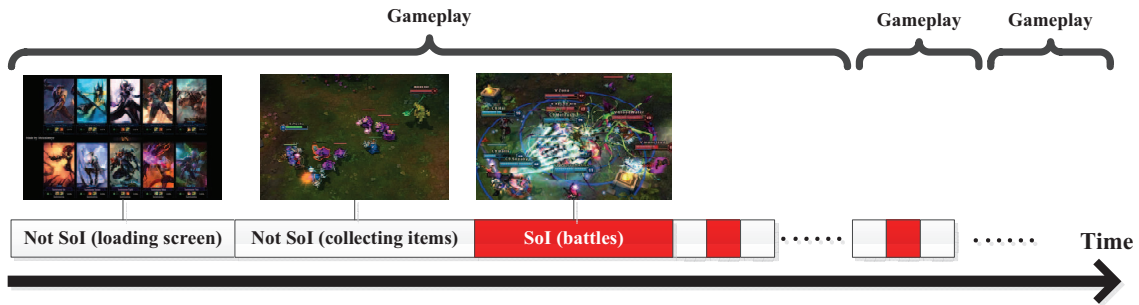 Gameplay
Gameplay
Gameplay
Not SoI (loading screen)
Not SoI (collecting items)
SoI (battles)
Time